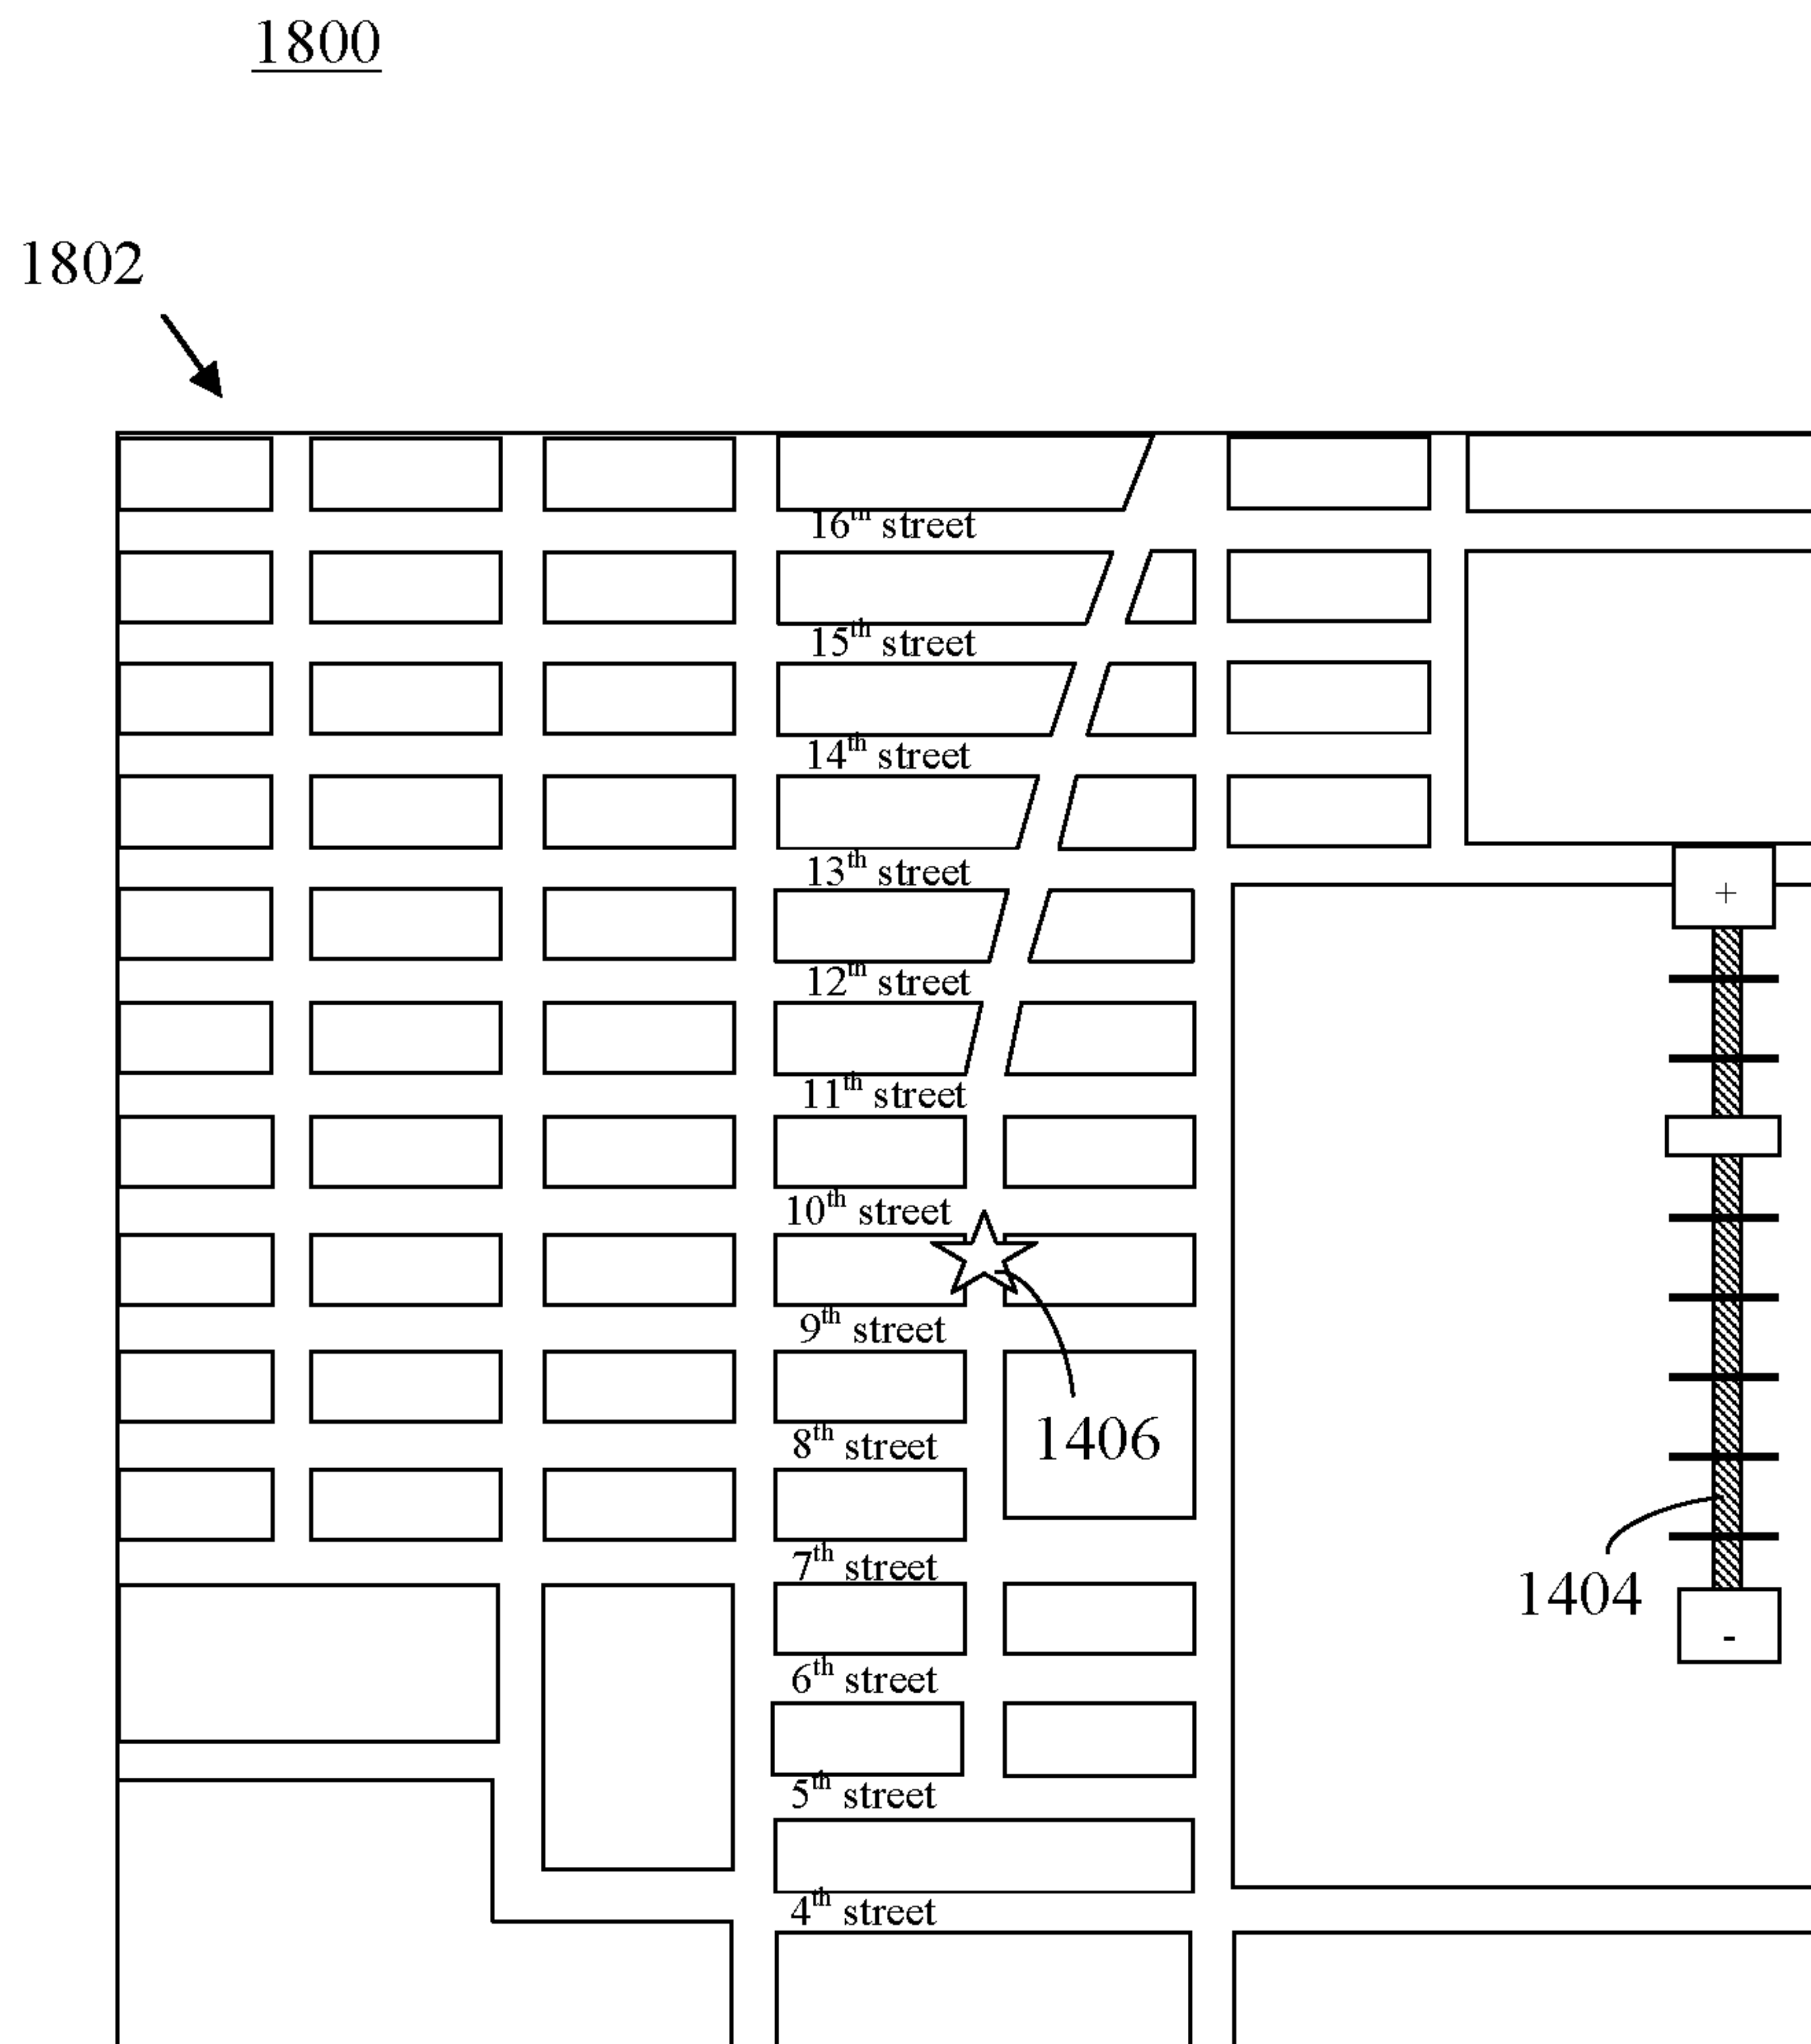 1800
1802
16th street
15th street
14th street
13th street
+
12th street
11th street
10th street
9th street
1406
8th street
7th street
1404
-
6th street
5th street
4th street